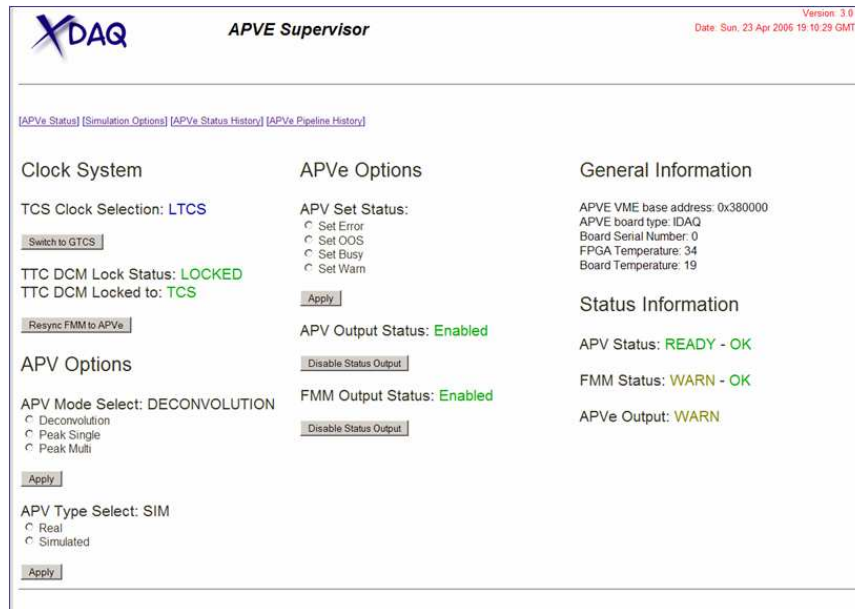 XDAQ
APVE Supervisor
Version: 3.0
Date: Sun, 23 Apr 2006 19:10:29 GMT
[APVe Status] [Simulation Options] [APVe Status History] [APVe Pipeline History]
Clock System
TCS Clock Selection: LTCS
Switch to GTCS
TTC DCM Lock Status: LOCKED
TTC DCM Locked to: TCS
Resync FMM to APVe
APV Options
APV Mode Select: DECONVOLUTION
Deconvolution
Peak Single
Peak Multi
Apply
APV Type Select: SIM
Real
Simulated
Apply
APVe Options
APV Set Status:
Set Error
Set OOS
Set Busy
Set Warn
Apply
APV Output Status: Enabled
Disable Status Output
FMM Output Status: Enabled
Disable Status Output
General Information
APVE VME base address: 0x380000
APVE board type: IDAQ
Board Serial Number: 0
FPGA Temperature: 34
Board Temperature: 19
Status Information
APV Status: READY - OK
FMM Status: WARN - OK
APVe Output: WARN